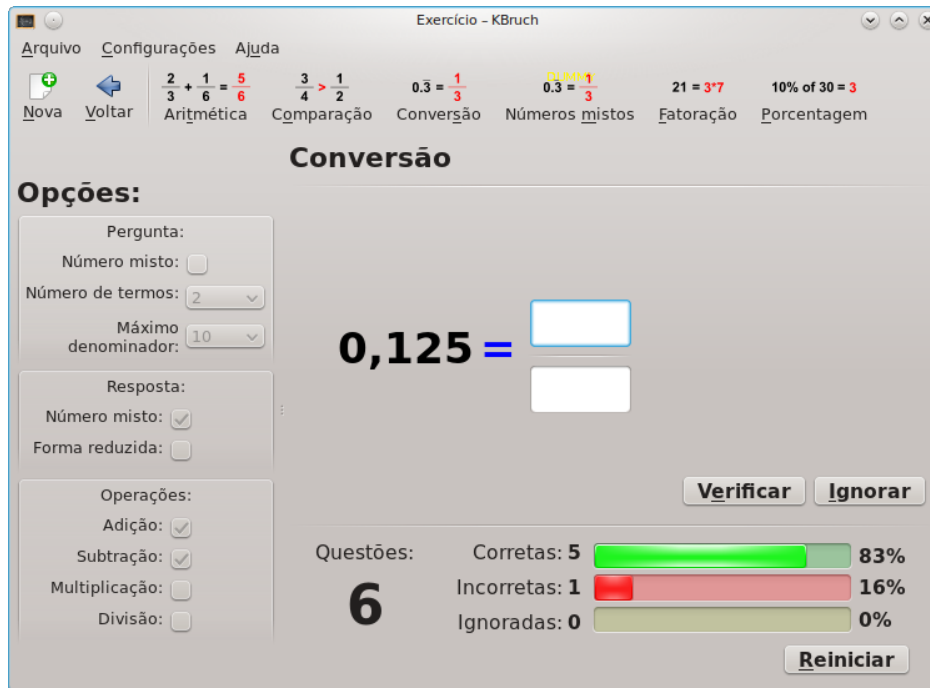 Exercício – KBruch
Arquivo Configurações Ajuda
2/3 + 1/6 = 5/6
3/4 > 1/2
0.3̅ = 1/3
0.3̅ = 1/3
21 = 3*7
10% of 30 = 3
Nova Voltar Aritmética Comparação Conversão Números mistos Fatoração Porcentagem
Conversão
Opções:
Pergunta:
Número misto:
Número de termos: 2
Máximo
denominador: 10
Resposta:
Número misto:
Forma reduzida:
Operações:
Adição:
Subtração:
Multiplicação:
Divisão:
0,125 =
Verificar Ignorar
Questões:
6
Corretas: 5 83%
Incorretas: 1 16%
Ignoradas: 0 0%
Reiniciar